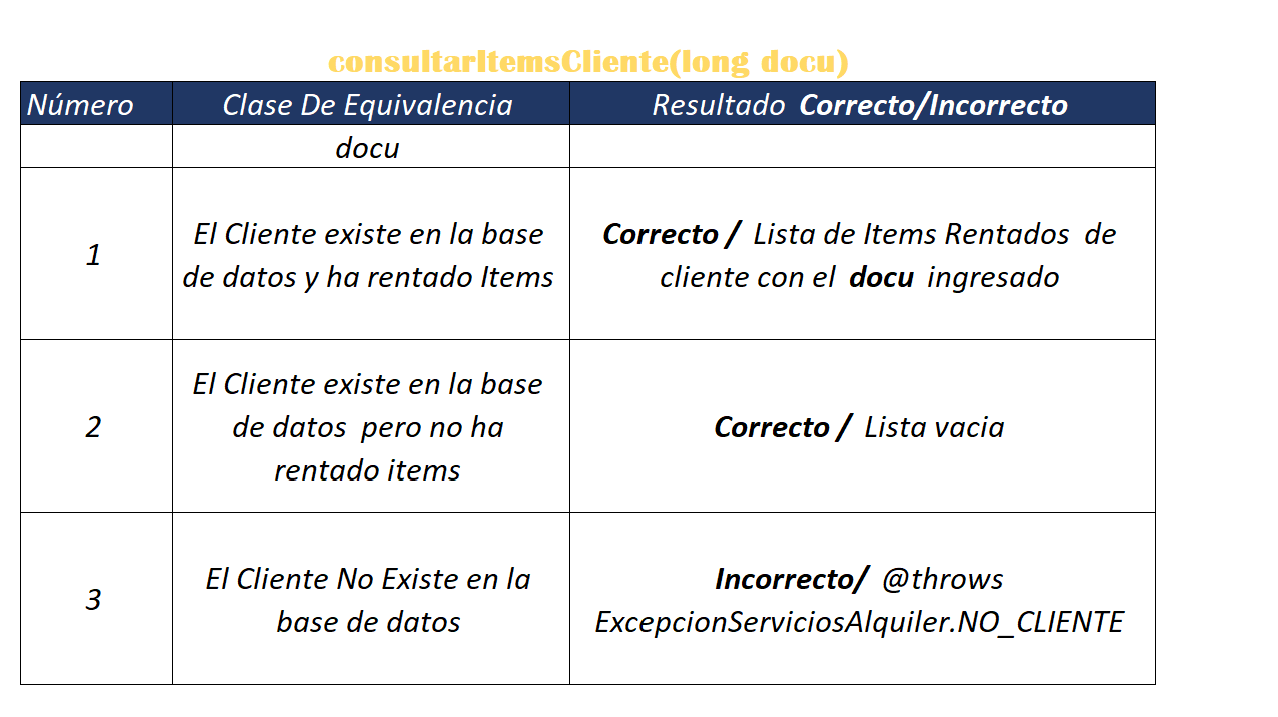 consultarItemsCliente(long docu)
Número Clase De Equivalencia Resultado Correcto/Incorrecto
docu
1
El Cliente existe en la base
de datos y ha rentado Items
Correcto / Lista de Items Rentados de
cliente con el docu ingresado
2
El Cliente existe en la base
de datos pero no ha
rentado items
Correcto / Lista vacia
3
El Cliente No Existe en la
base de datos
Incorrecto/ @throws
ExcepcionServiciosAlquiler.NO_CLIENTE